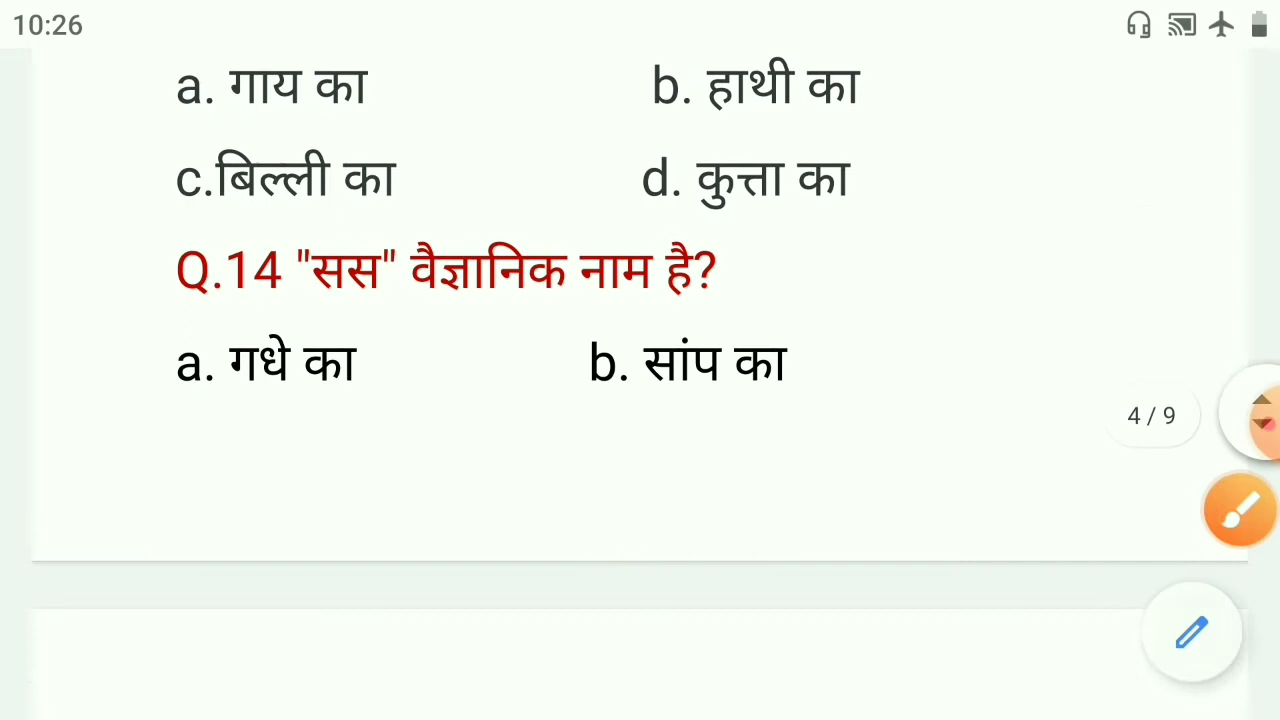 10:26
a. गाय का b. हाथी का
c.बिल्ली का d. कुत्ता का
Q.14 "सस" वैज्ञानिक नाम है?
a. गधे का b. सांप का
4 / 9